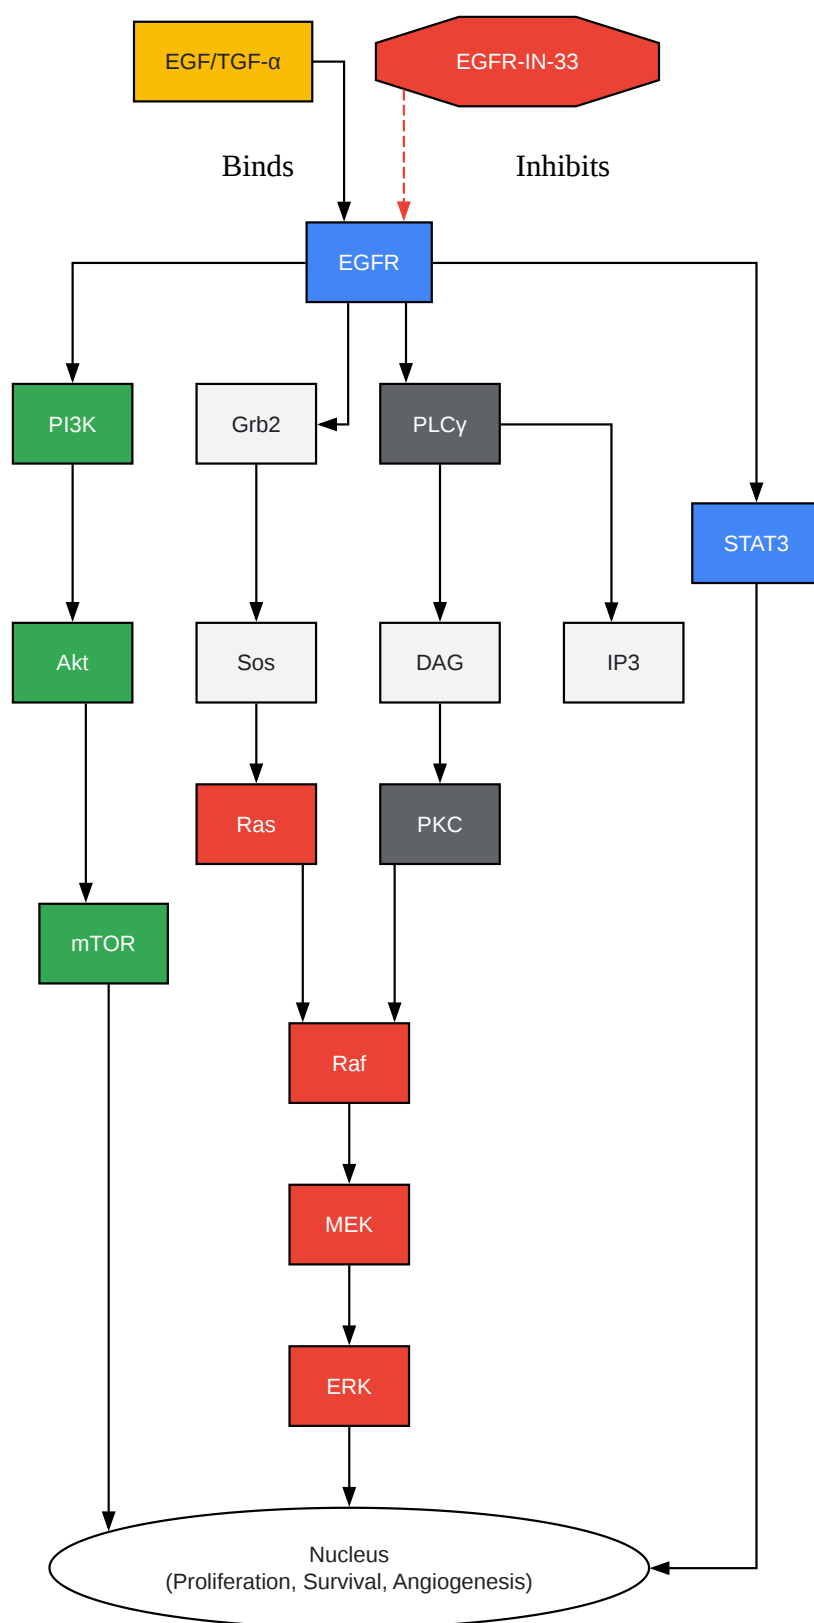 EGF/TGF-α
EGFR-IN-33
Binds
Inhibits
EGFR
PI3K
Grb2
PLCγ
STAT3
Akt
Sos
DAG
IP3
Ras
PKC
mTOR
Raf
MEK
ERK
Nucleus
(Proliferation, Survival, Angiogenesis)